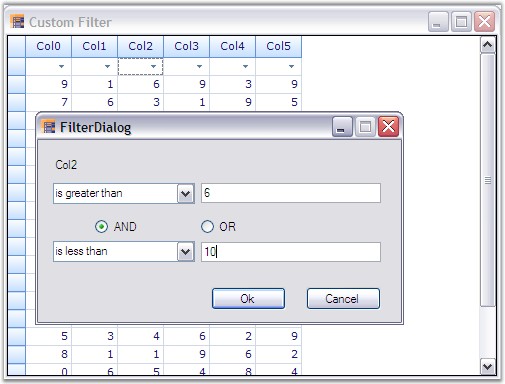 Custom Filter
Col0 Col1 Col2 Col3 Col4 Col5
9 1 6 9 3 9
7 6 3 1 9 5
FilterDialog
Col2
is greater than 6
AND OR
is less than 10
Ok Cancel
5 3 4 6 2 9
8 1 1 9 6 2
0 6 5 4 8 4